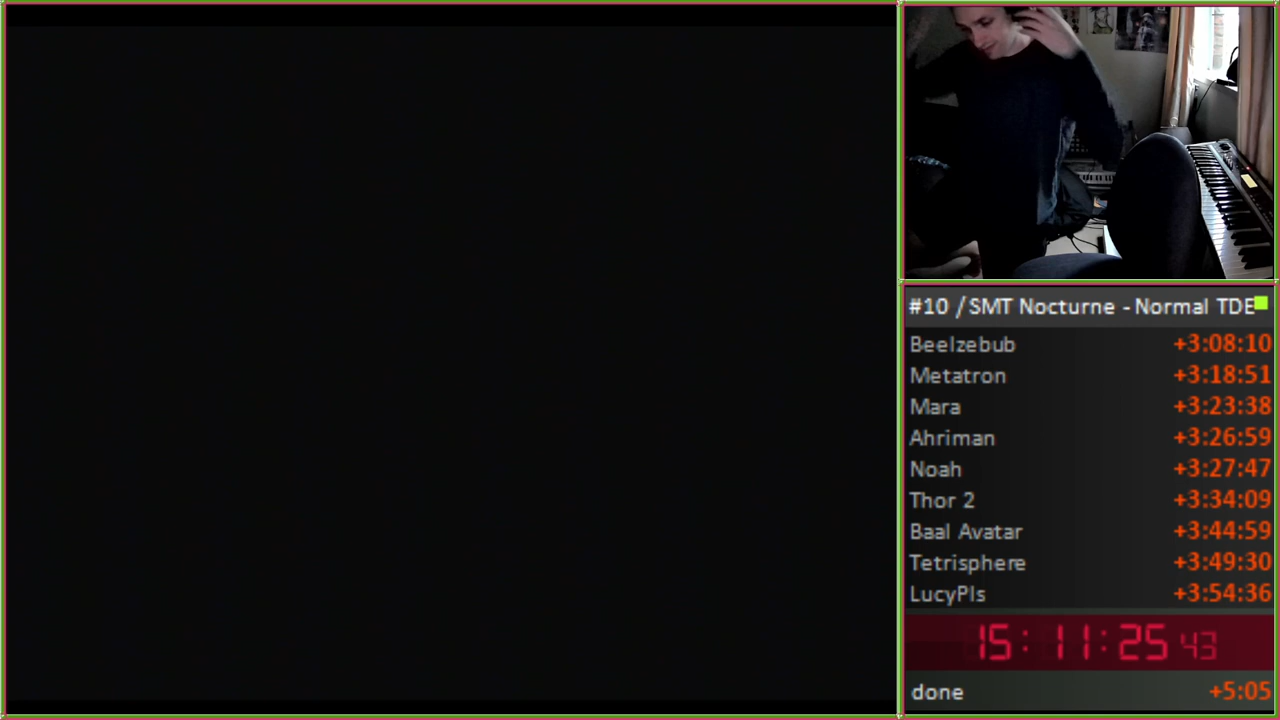 #10 / SMT Nocturne - Normal TDE
Beelzebub +3:08:10
Metatron +3:18:51
Mara +3:23:38
Ahriman +3:26:59
Noah +3:27:47
Thor 2 +3:34:09
Baal Avatar +3:44:59
Tetrisphere +3:49:30
LucyPls +3:54:36
15:11:25 43
done +5:05